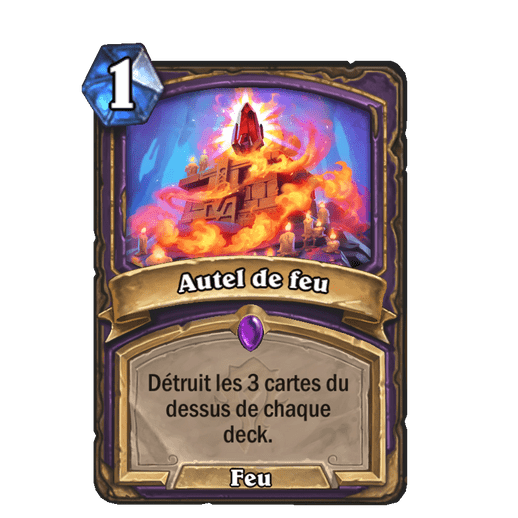 1
Autel de feu
Détruit les 3 cartes du
dessus de chaque
deck.
Feu